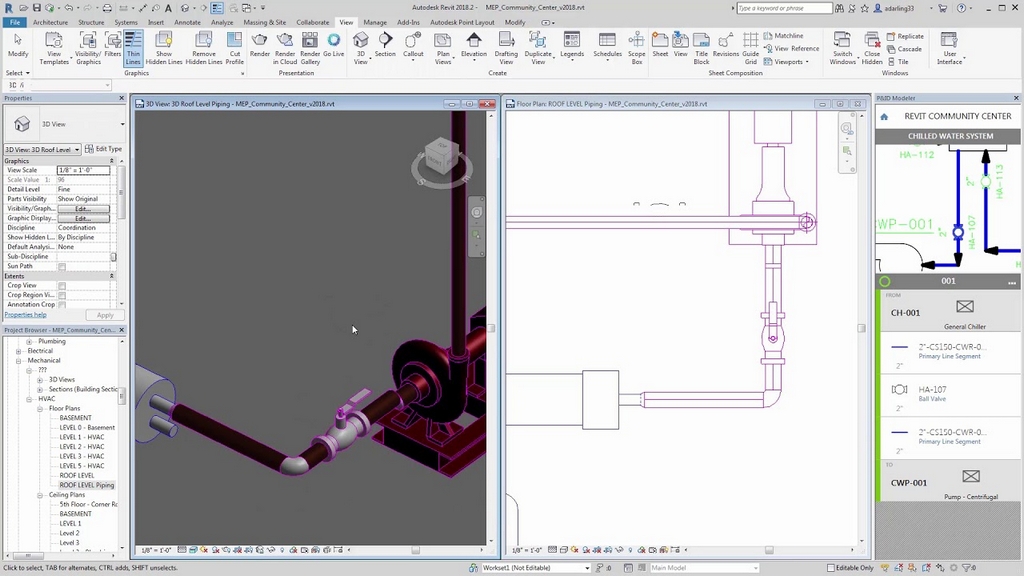 Autodesk Revit 2018.2 - MEP_Community_Center_v2018.rvt
Type a keyword or phrase
adarling33
File
Architecture
Structure
Systems
Insert
Annotate
Analyze
Massing & Site
Collaborate
View
Manage
Add-Ins
Autodesk Point Layout
Modify
Modify
View Templates
Visibility/ Graphics
Filters
Thin Lines
Show Hidden Lines
Remove Hidden Lines
Cut Profile
Render
Render in Cloud
Render Gallery
Go Live
3D View
Section
Callout
Plan Views
Elevation
Drafting View
Duplicate View
Legends
Schedules
Scope Box
Sheet
View
Title Block
Revisions
Guide Grid
Matchline
View Reference
Viewports
Switch Windows
Close Hidden
Replicate
Cascade
Tile
User Interface
Select
Graphics
Presentation
Create
Sheet Composition
Windows
Properties
3D View
3D View: 3D Roof Level
Edit Type
Graphics
View Scale 1/8" = 1'-0"
Scale Value 1: 96
Detail Level Fine
Parts Visibility Show Original
Visibility/Graph... Edit...
Graphic Display... Edit...
Discipline Coordination
Show Hidden L... By Discipline
Default Analysi... None
Sub-Discipline
Sun Path
Extents
Crop View
Crop Region Vi...
Annotation Crop
Properties help
Apply
Project Browser - MEP_Community_Cen...
Plumbing
Electrical
Mechanical
???
3D Views
Sections (Building Sectic
HVAC
Floor Plans
BASEMENT
LEVEL 0 - Basement
LEVEL 1 - HVAC
LEVEL 2 - HVAC
LEVEL 3 - HVAC
LEVEL 5 - HVAC
ROOF LEVEL
ROOF LEVEL Piping
Ceiling Plans
5th Floor - Corner Ro
BASEMENT
LEVEL 1
Level 2
Level 3
3D View: 3D Roof Level Piping - MEP_Community_Center_v2018.rvt
1/8" = 1'-0"
Floor Plan: ROOF LEVEL Piping - MEP_Community_Center_v2018.rvt
1/8" = 1'-0"
P&ID Modeler
REVIT COMMUNITY CENTER
CHILLED WATER SYSTEM
HA-112
2"
HA-113
WP-001
2"
HA-107
001
FROM
CH-001
General Chiller
2"-CS150-CWR-0...
Primary Line Segment
2"
HA-107
Ball Valve
2"
2"-CS150-CWR-0...
Primary Line Segment
2"
TO
CWP-001
Pump - Centrifugal
Click to select, TAB for alternates, CTRL adds, SHIFT unselects.
Workset1 (Not Editable)
:0
Main Model
Editable Only
:0